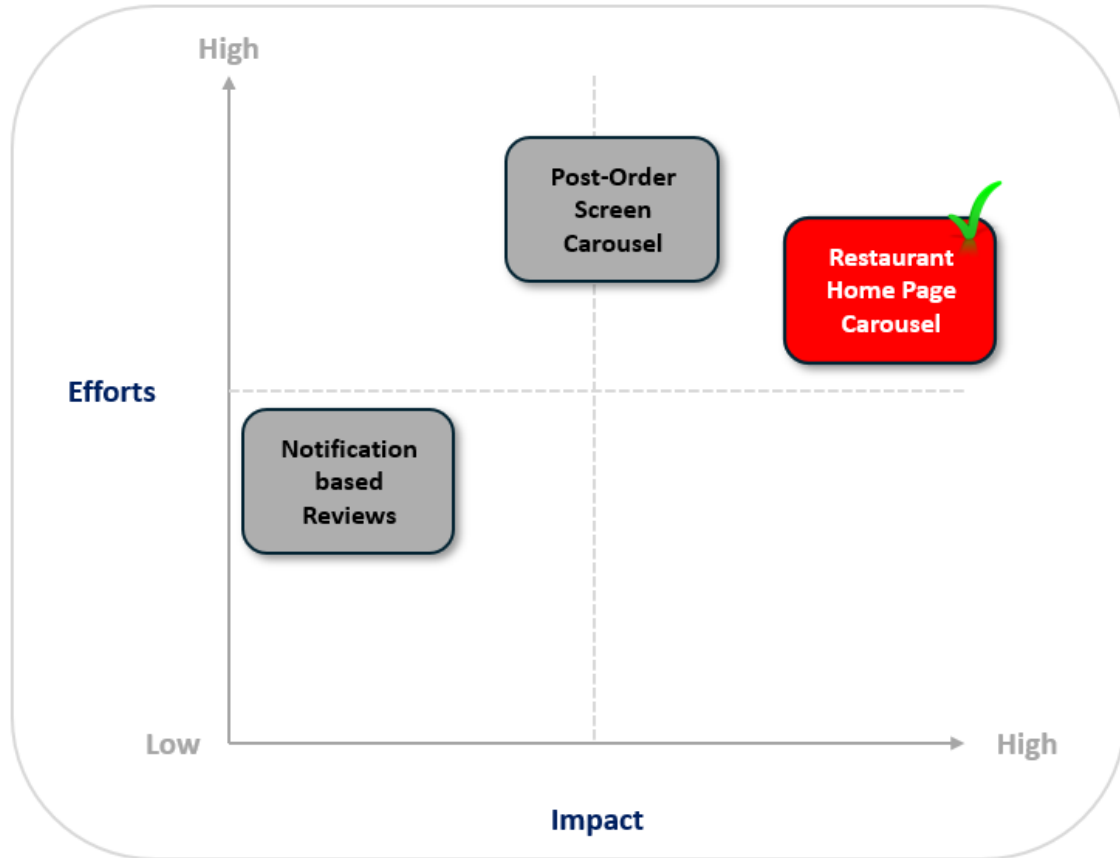 High
Post-Order
Screen
Carousel
Restaurant
Home Page
Carousel
Efforts
Notification
based
Reviews
Low
High
Impact